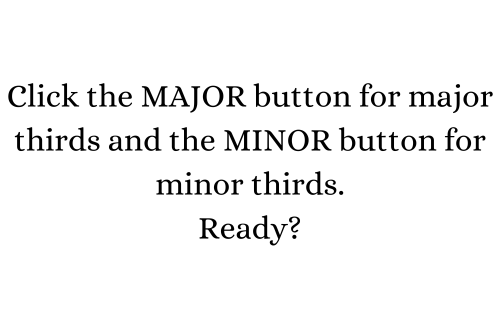 Click the MAJOR button for major
thirds and the MINOR button for
minor thirds.
Ready?